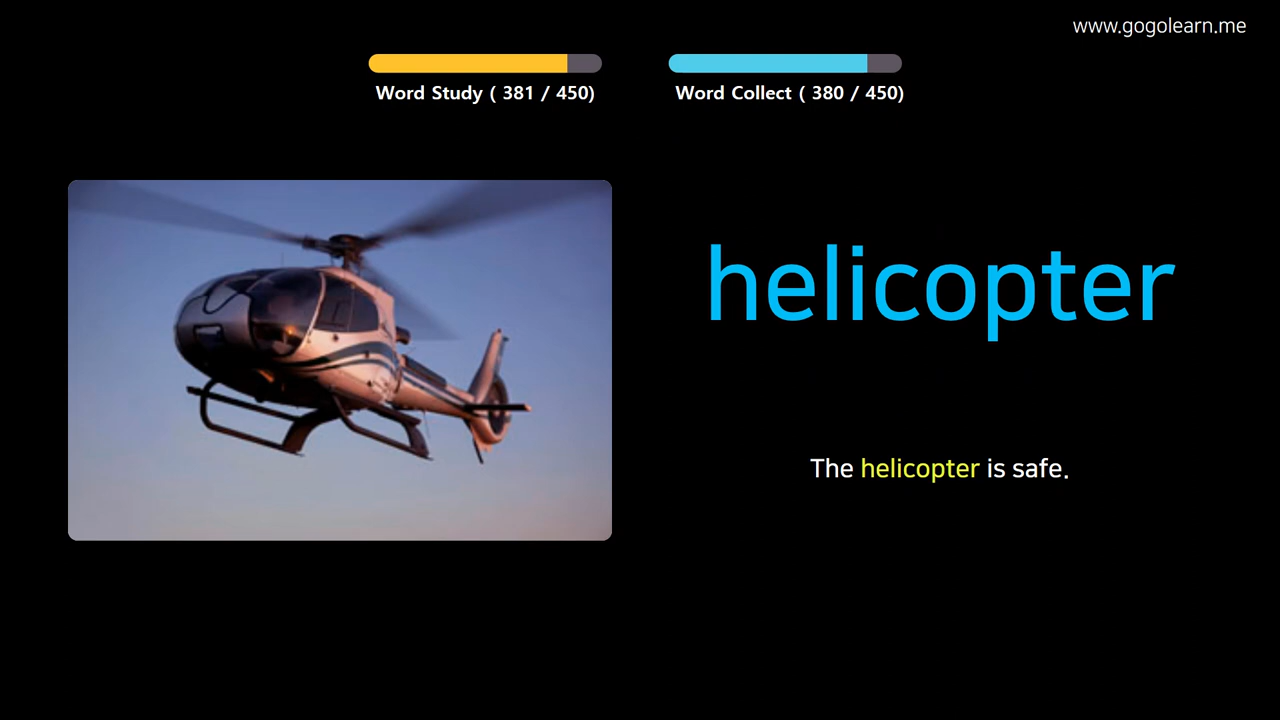 www.gogolearn.me
Word Study ( 381 / 450)
Word Collect ( 380 / 450)
helicopter
The helicopter is safe.